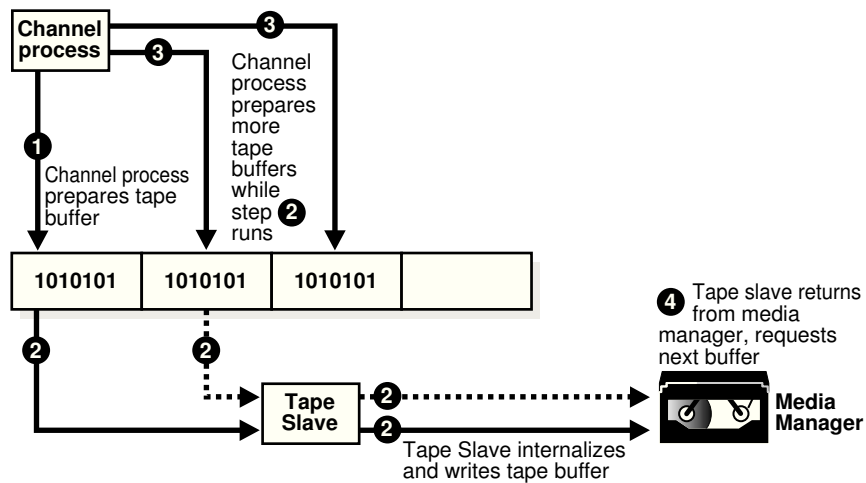 Channel
process
3
3
Channel
process
prepares
more
tape
buffers
while
step 2
runs
1
Channel process
prepares tape
buffer
1010101 1010101 1010101
4 Tape slave returns
from media
manager, requests
next buffer
2
2
Tape
Slave
2
2
Media
Manager
Tape Slave internalizes
and writes tape buffer